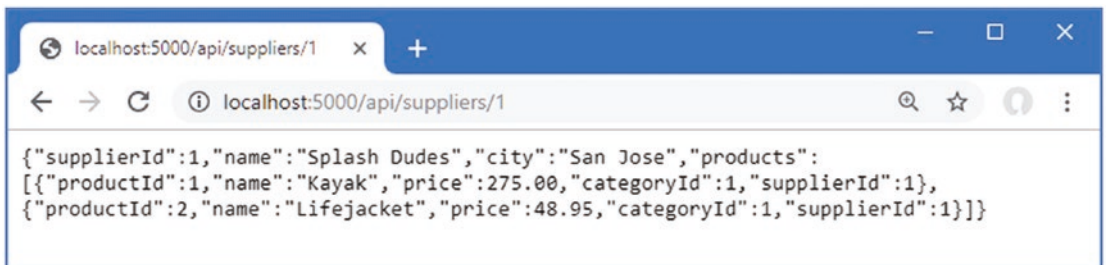 localhost:5000/api/suppliers/1
localhost:5000/api/suppliers/1
{"supplierId":1,"name":"Splash Dudes","city":"San Jose","products":
[{"productId":1,"name":"Kayak","price":275.00,"categoryId":1,"supplierId":1},
{"productId":2,"name":"Lifejacket","price":48.95,"categoryId":1,"supplierId":1}]}